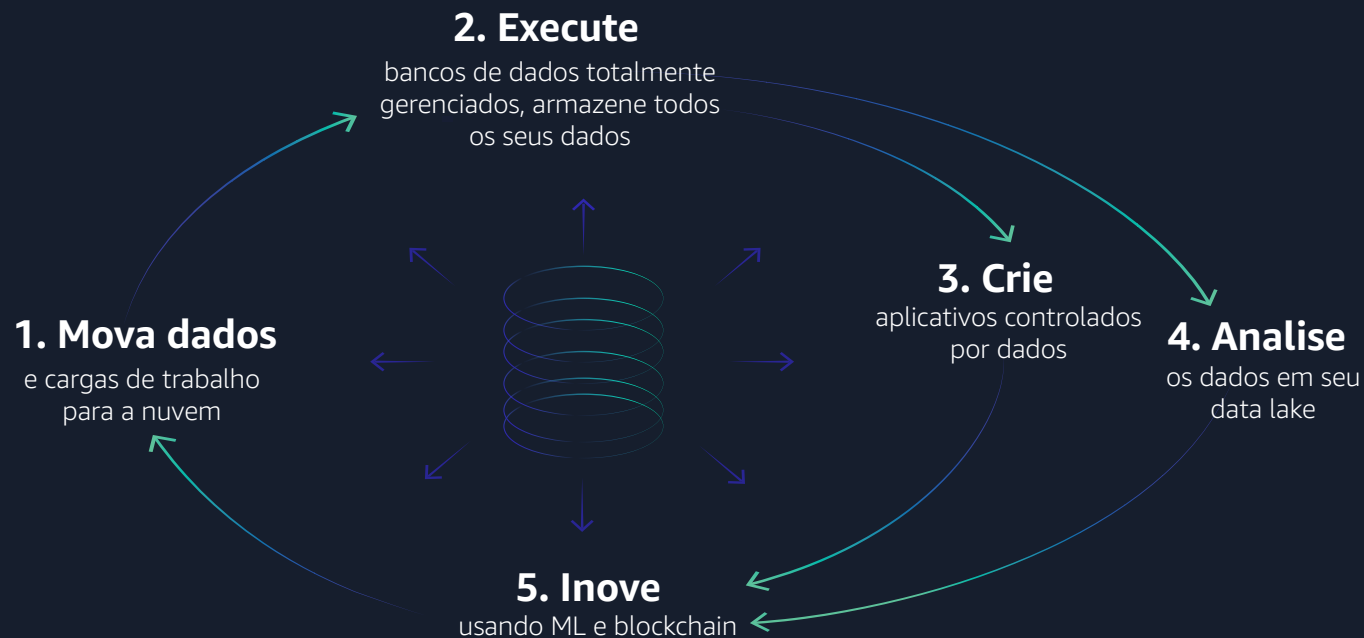 2. Execute
bancos de dados totalmente
gerenciados, armazene todos
os seus dados
3. Crie
aplicativos controlados
por dados
4. Analise
os dados em seu
data lake
1. Mova dados
e cargas de trabalho
para a nuvem
5. Inove
usando ML e blockchain